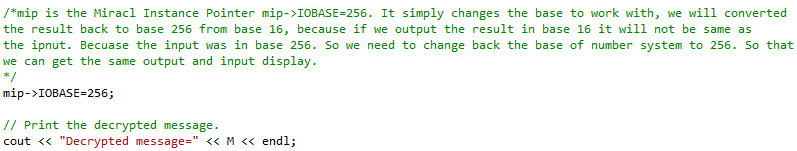 /*mip is the Miracl Instance Pointer mip->IOBASE=256. It simply changes the base to work with, we will converted
the result back to base 256 from base 16, because if we output the result in base 16 it will not be same as
the ipnut. Becuase the input was in base 256. So we need to change back the base of number system to 256. So that
we can get the same output and input display.
*/
mip->IOBASE=256;
// Print the decrypted message.
cout << "Decrypted message=" << M << endl;